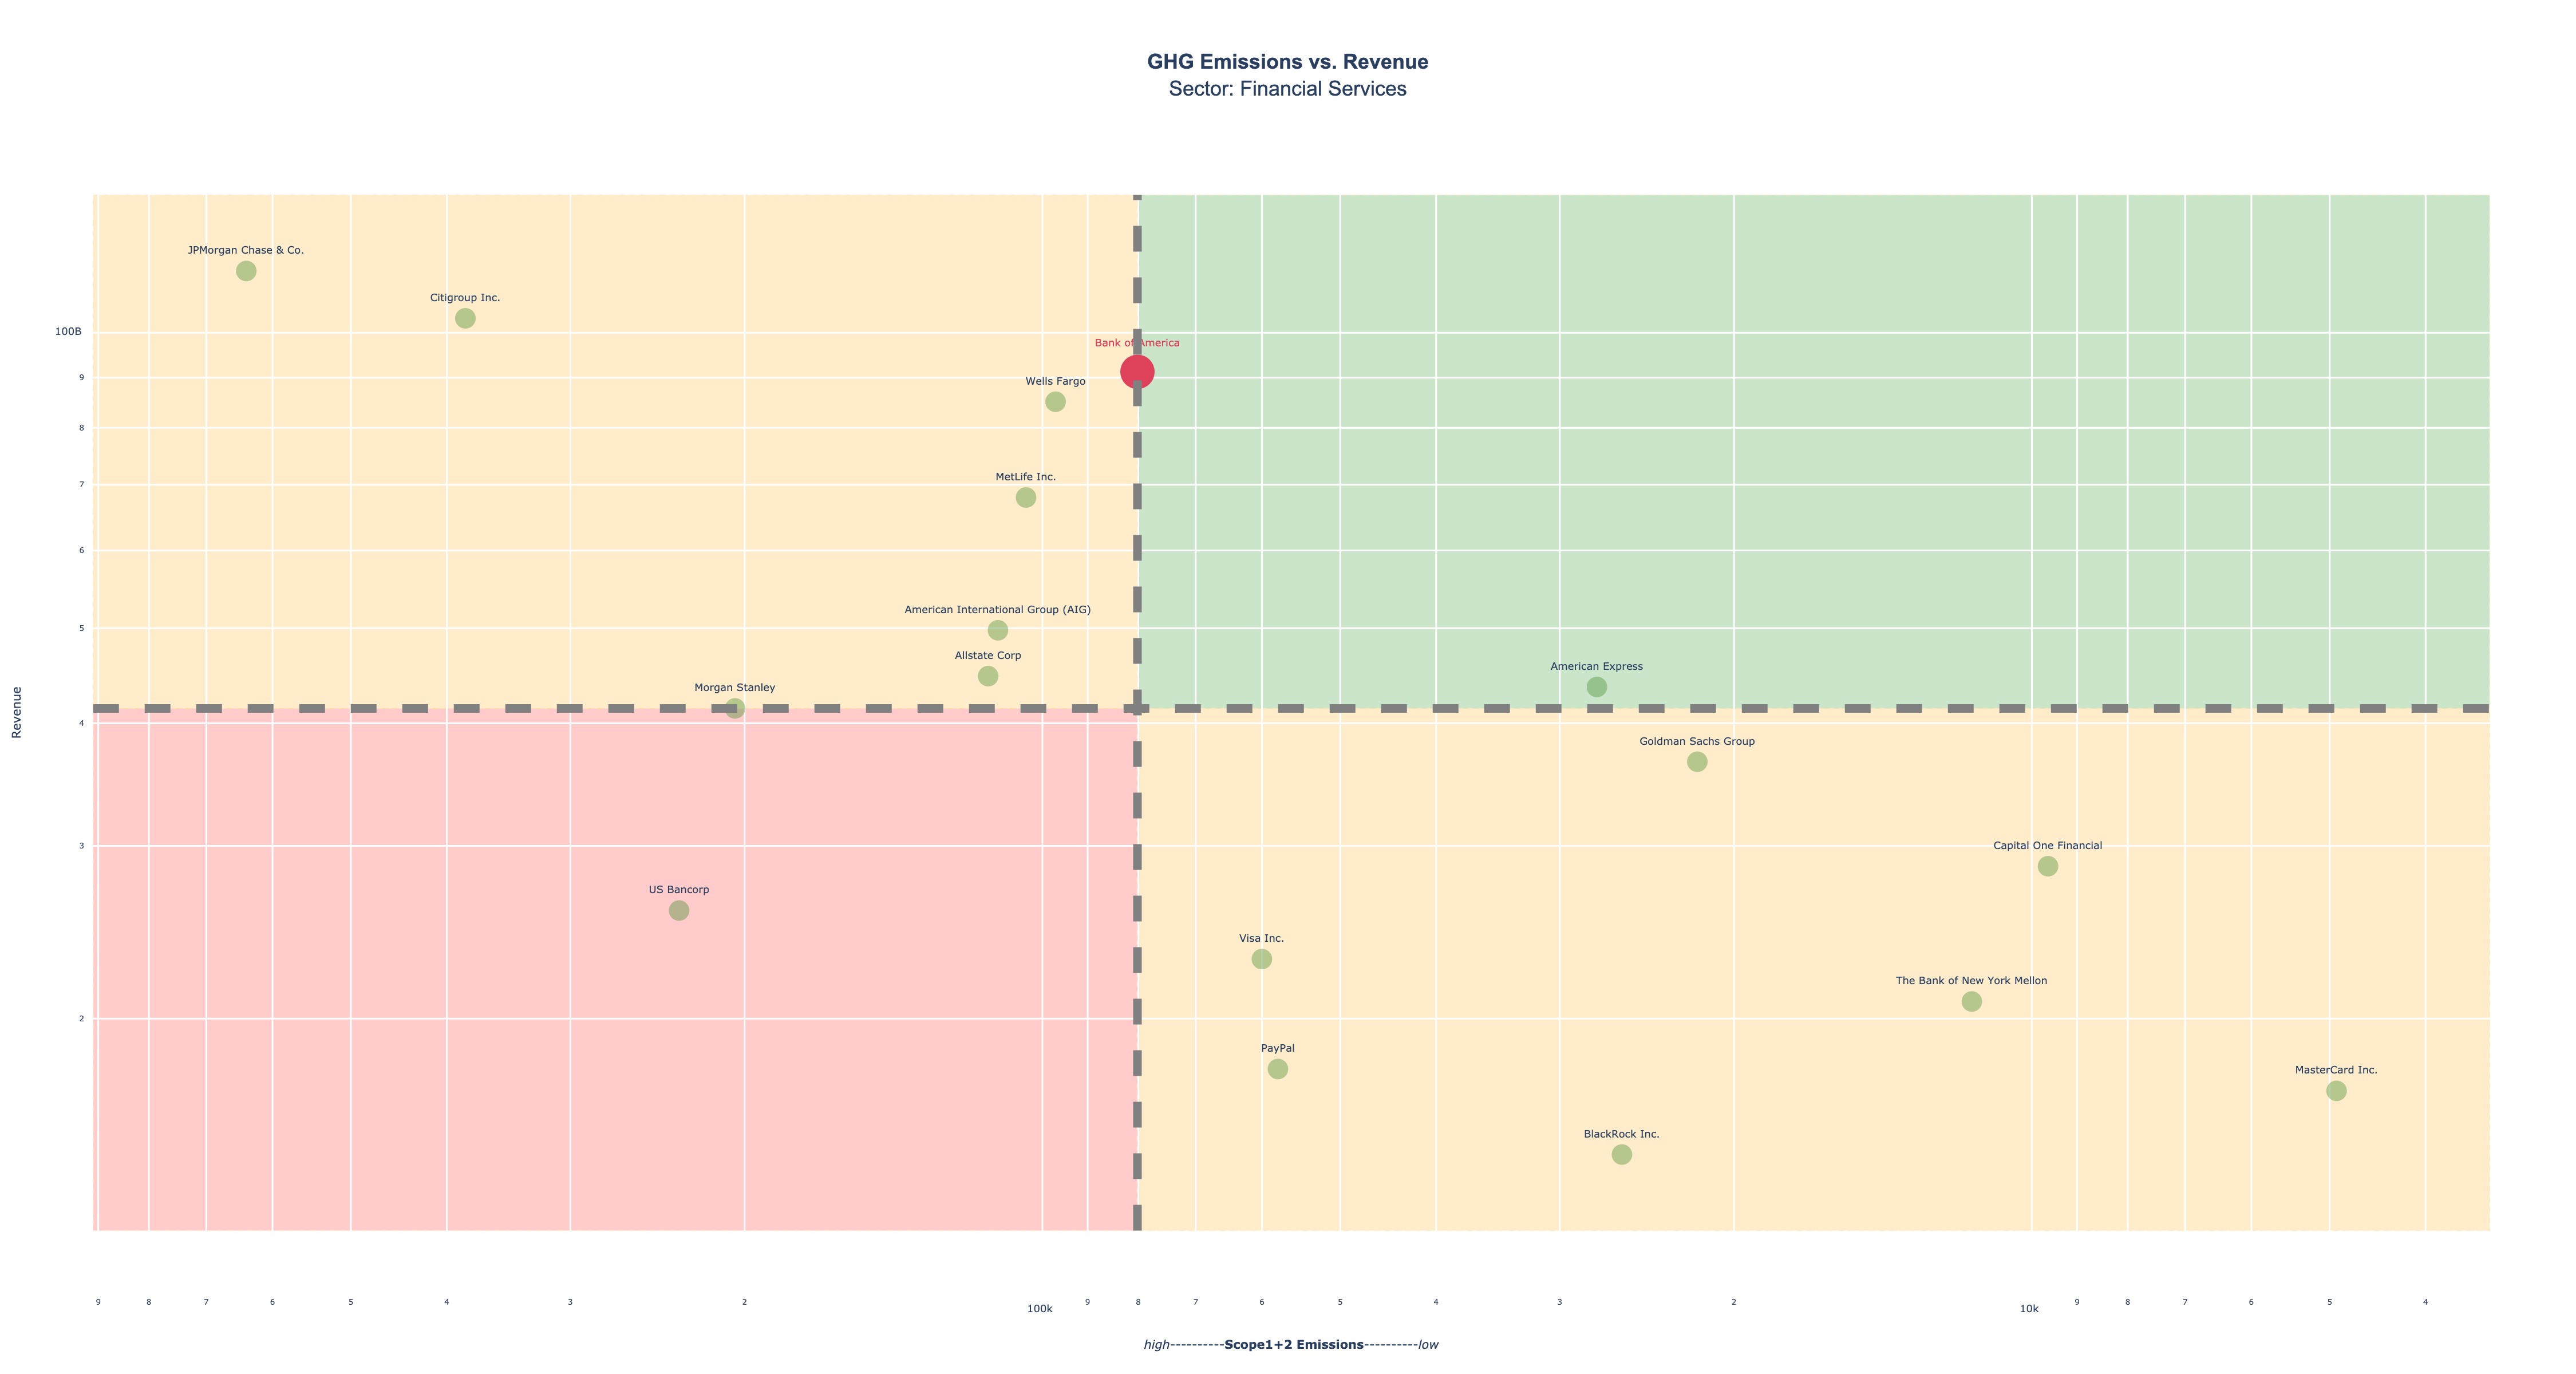 GHG Emissions vs. Revenue
Sector: Financial Services
JPMorgan Chase & Co.
Citigroup Inc.
100B
Bank of America
9
Wells Fargo
8
MetLife Inc.
7
6
American International Group (AIG)
5
Allstate Corp
American Express
Morgan Stanley
Revenue
4
Goldman Sachs Group
3
Capital One Financial
US Bancorp
Visa Inc.
The Bank of New York Mellon
2
PayPal
MasterCard Inc.
BlackRock Inc.
9 8 7 6 5 4 3 2 100k 9 8 7 6 5 4 3 2 10k 9 8 7 6 5 4
high----------Scope1+2 Emissions----------low